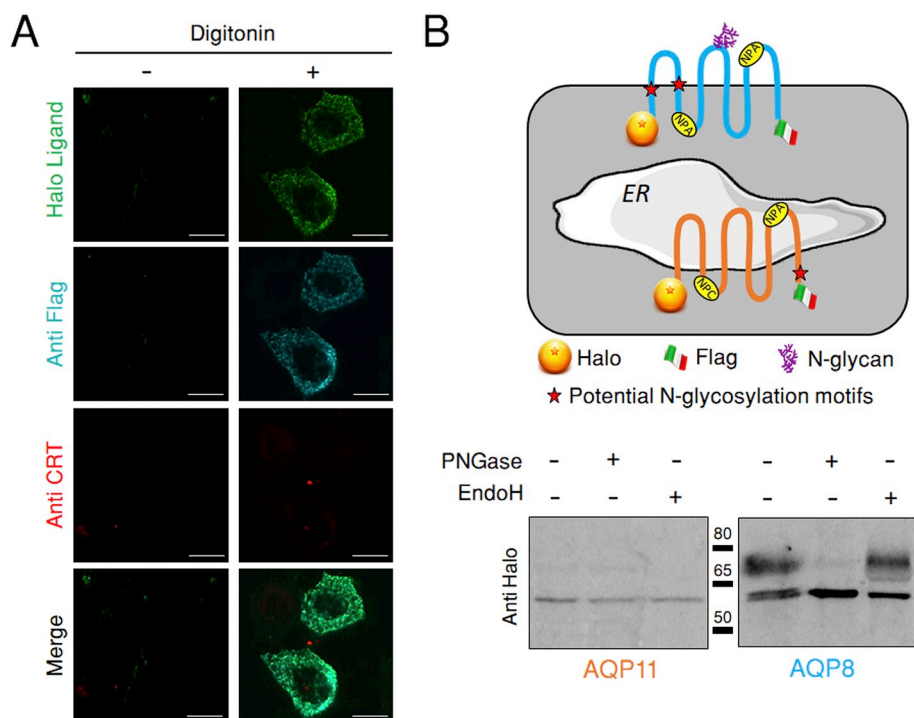 A
Digitonin
- +
Halo Ligand
Anti Flag
Anti CRT
Merge
B
NPA
NPA
ER
NPA
NPC
Halo
Flag
N-glycan
Potential N-glycosylation motifs
PNGase - + - - + -
EndoH - - + - - +
Anti Halo
80
65
50
AQP11
AQP8